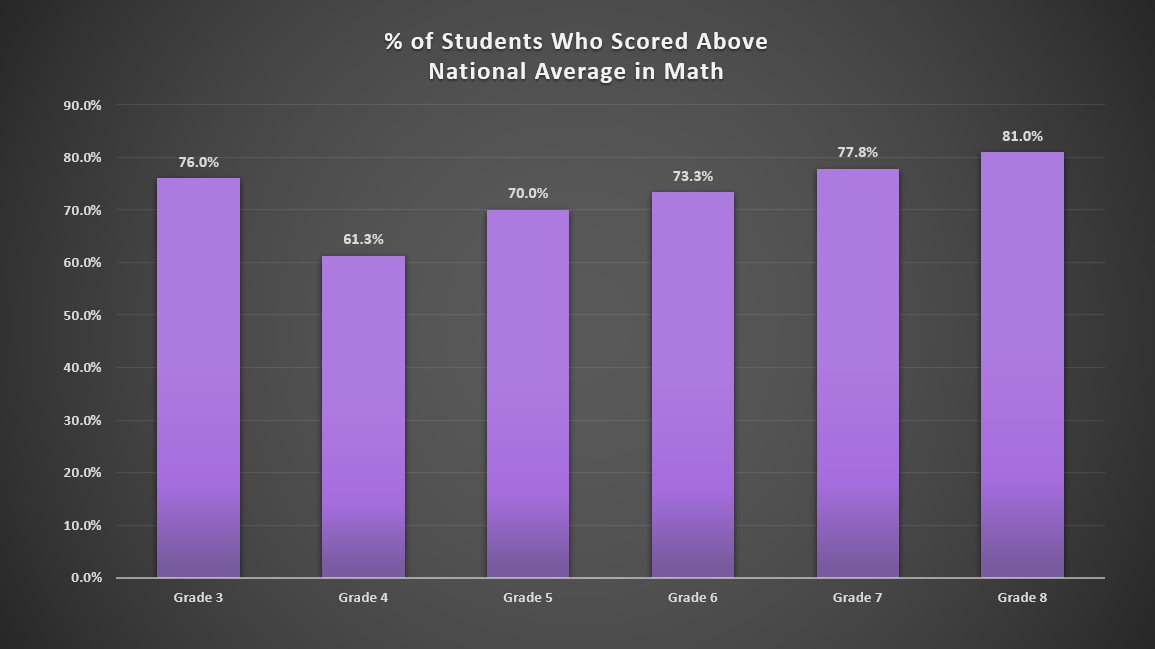 % of Students Who Scored Above
National Average in Math
90.0%
80.0%
70.0%
60.0%
50.0%
40.0%
30.0%
20.0%
10.0%
0.0%
76.0%
61.3%
70.0%
73.3%
77.8%
81.0%
Grade 3
Grade 4
Grade 5
Grade 6
Grade 7
Grade 8